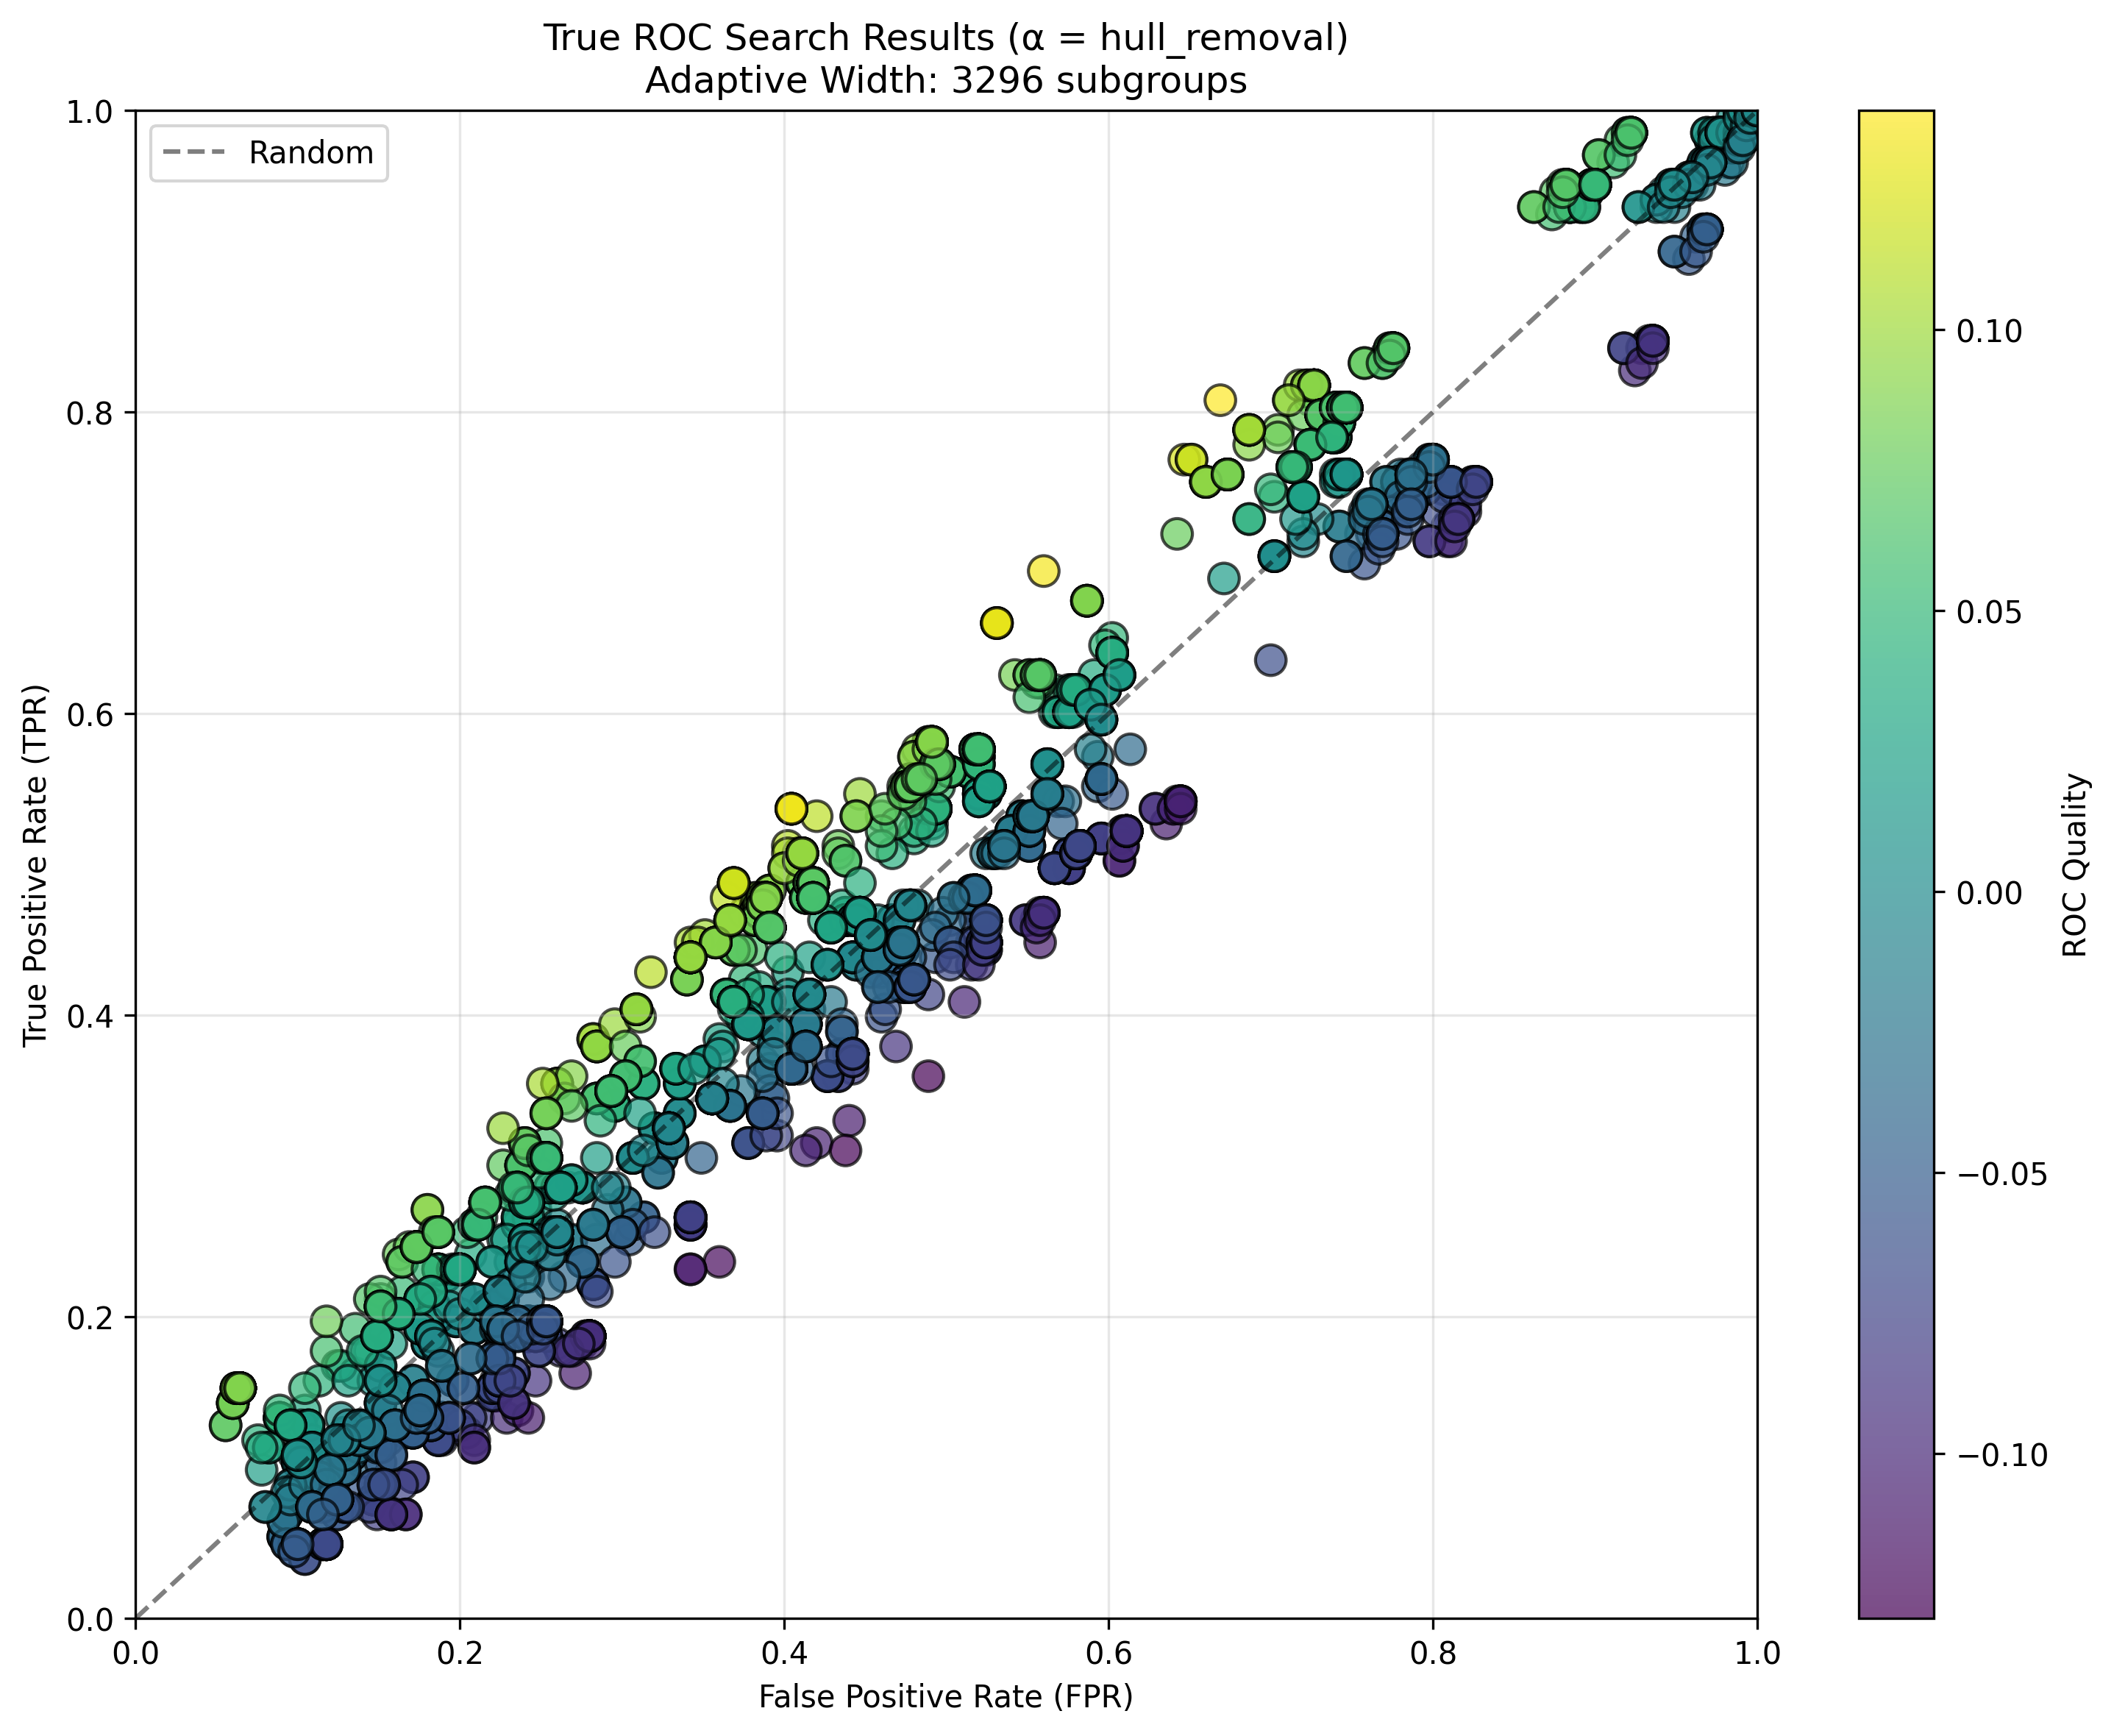 True ROC Search Results (α = hull_removal)
Adaptive Width: 3296 subgroups
Random
True Positive Rate (TPR)
1.0
0.8
0.6
0.4
0.2
0.0
0.0 0.2 0.4 0.6 0.8 1.0
False Positive Rate (FPR)
0.10
0.05
0.00
−0.05
−0.10
ROC Quality